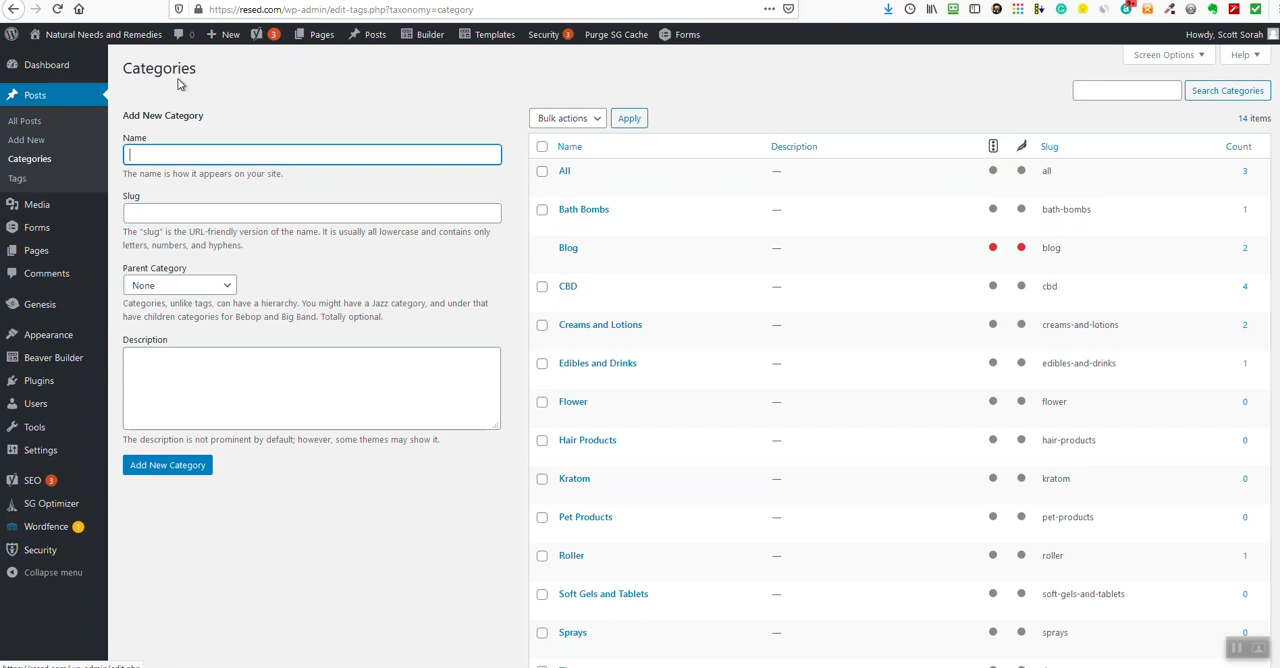 https://resed.com/wp-admin/edit-tags.php?taxonomy=category
Natural Needs and Remedies 0 New 3 Pages Posts Builder Templates Security 3 Purge SG Cache Forms Howdy, Scott Sorah
Dashboard
Posts
All Posts
Add New
Categories
Tags
Media
Forms
Pages
Comments
Genesis
Appearance
Beaver Builder
Plugins
Users
Tools
Settings
SEO 3
SG Optimizer
Wordfence 1
Security
Collapse menu
Categories
Screen Options Help
Search Categories
Add New Category
Name
The name is how it appears on your site.
Slug
The "slug" is the URL-friendly version of the name. It is usually all lowercase and contains only
letters, numbers, and hyphens.
Parent Category
None
Categories, unlike tags, can have a hierarchy. You might have a Jazz category, and under that
have children categories for Bebop and Big Band. Totally optional.
Description
The description is not prominent by default; however, some themes may show it.
Add New Category
Bulk actions Apply 14 items
Name Description Slug Count
All — all 3
Bath Bombs — bath-bombs 1
Blog — blog 2
CBD — cbd 4
Creams and Lotions — creams-and-lotions 2
Edibles and Drinks — edibles-and-drinks 1
Flower — flower 0
Hair Products — hair-products 0
Kratom — kratom 0
Pet Products — pet-products 0
Roller — roller 1
Soft Gels and Tablets — soft-gels-and-tablets 0
Sprays — sprays 0